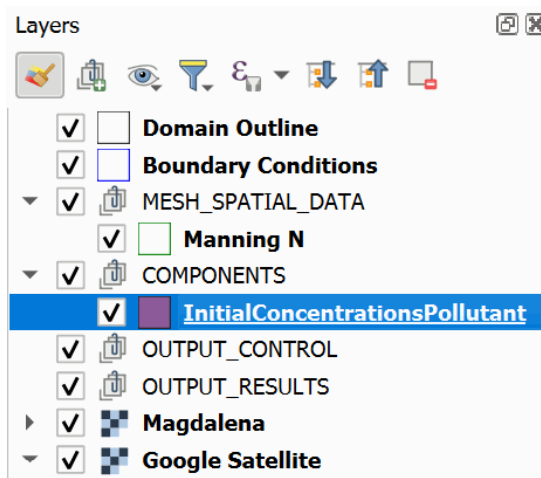 Layers
Domain Outline
Boundary Conditions
MESH_SPATIAL_DATA
Manning N
COMPONENTS
InitialConcentrationsPollutant
OUTPUT_CONTROL
OUTPUT_RESULTS
Magdalena
Google Satellite